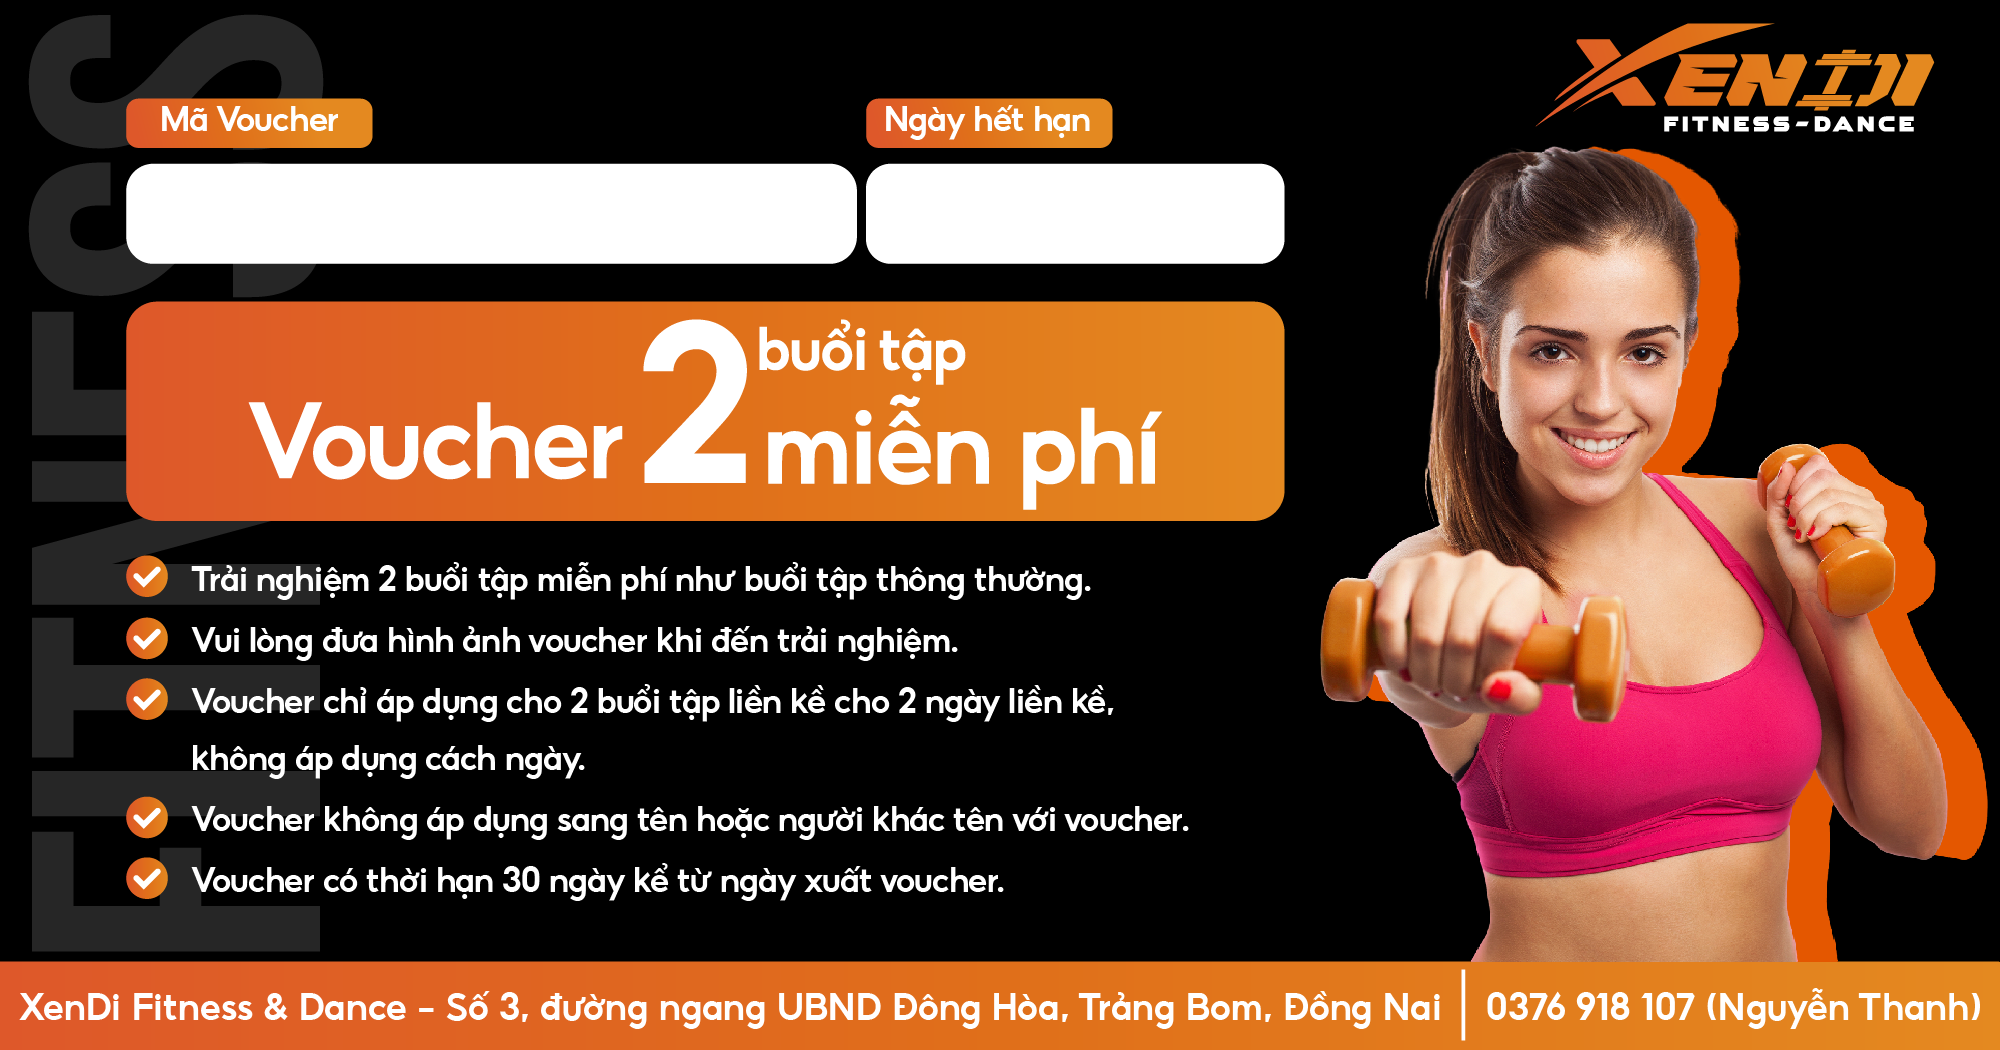 XENDI
FITNESS-DANCE
Mã Voucher
Ngày hết hạn
Voucher 2 buổi tập miễn phí
Trải nghiệm 2 buổi tập miễn phí như buổi tập thông thường.
Vui lòng đưa hình ảnh voucher khi đến trải nghiệm.
Voucher chỉ áp dụng cho 2 buổi tập liền kề cho 2 ngày liền kề,
không áp dụng cách ngày.
Voucher không áp dụng sang tên hoặc người khác tên với voucher.
Voucher có thời hạn 30 ngày kể từ ngày xuất voucher.
FITNESS
XenDi Fitness & Dance - Số 3, đường ngang UBND Đông Hòa, Trảng Bom, Đồng Nai
0376 918 107 (Nguyễn Thanh)